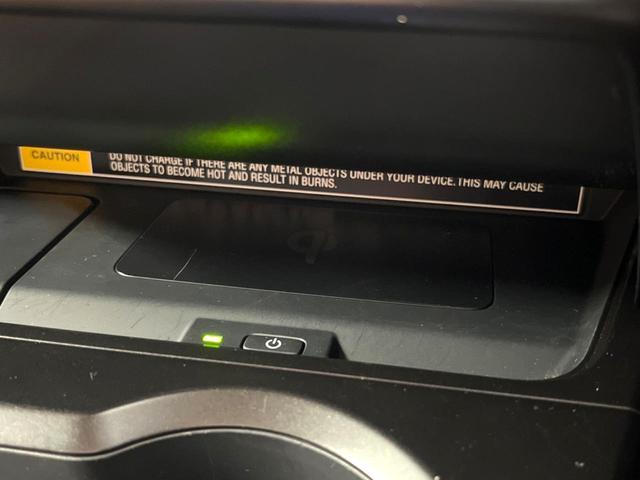 CAUTION
DO NOT CHARGE IF THERE ARE ANY METAL OBJECTS UNDER YOUR DEVICE. THIS MAY CAUSE
OBJECTS TO BECOME HOT AND RESULT IN BURNS.